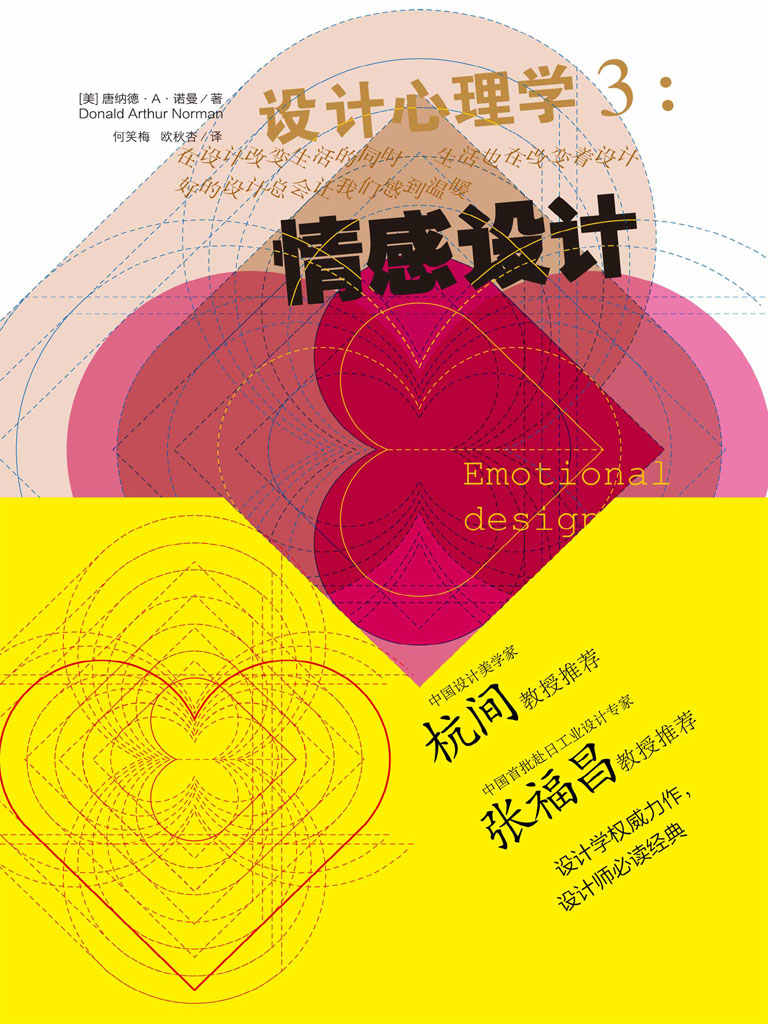 [美] 唐纳德·A·诺曼／著
Donald Arthur Norman
何笑梅 欧秋杏／译
设计心理学 3：
在设计改变生活的同时 生活也在改变着设计
好的设计总会让我们感到温暖
情感设计
Emotional
design
中国设计美学家
杭间 教授推荐
中国首批赴日工业设计专家
张福昌 教授推荐
设计学权威力作，
设计师必读经典